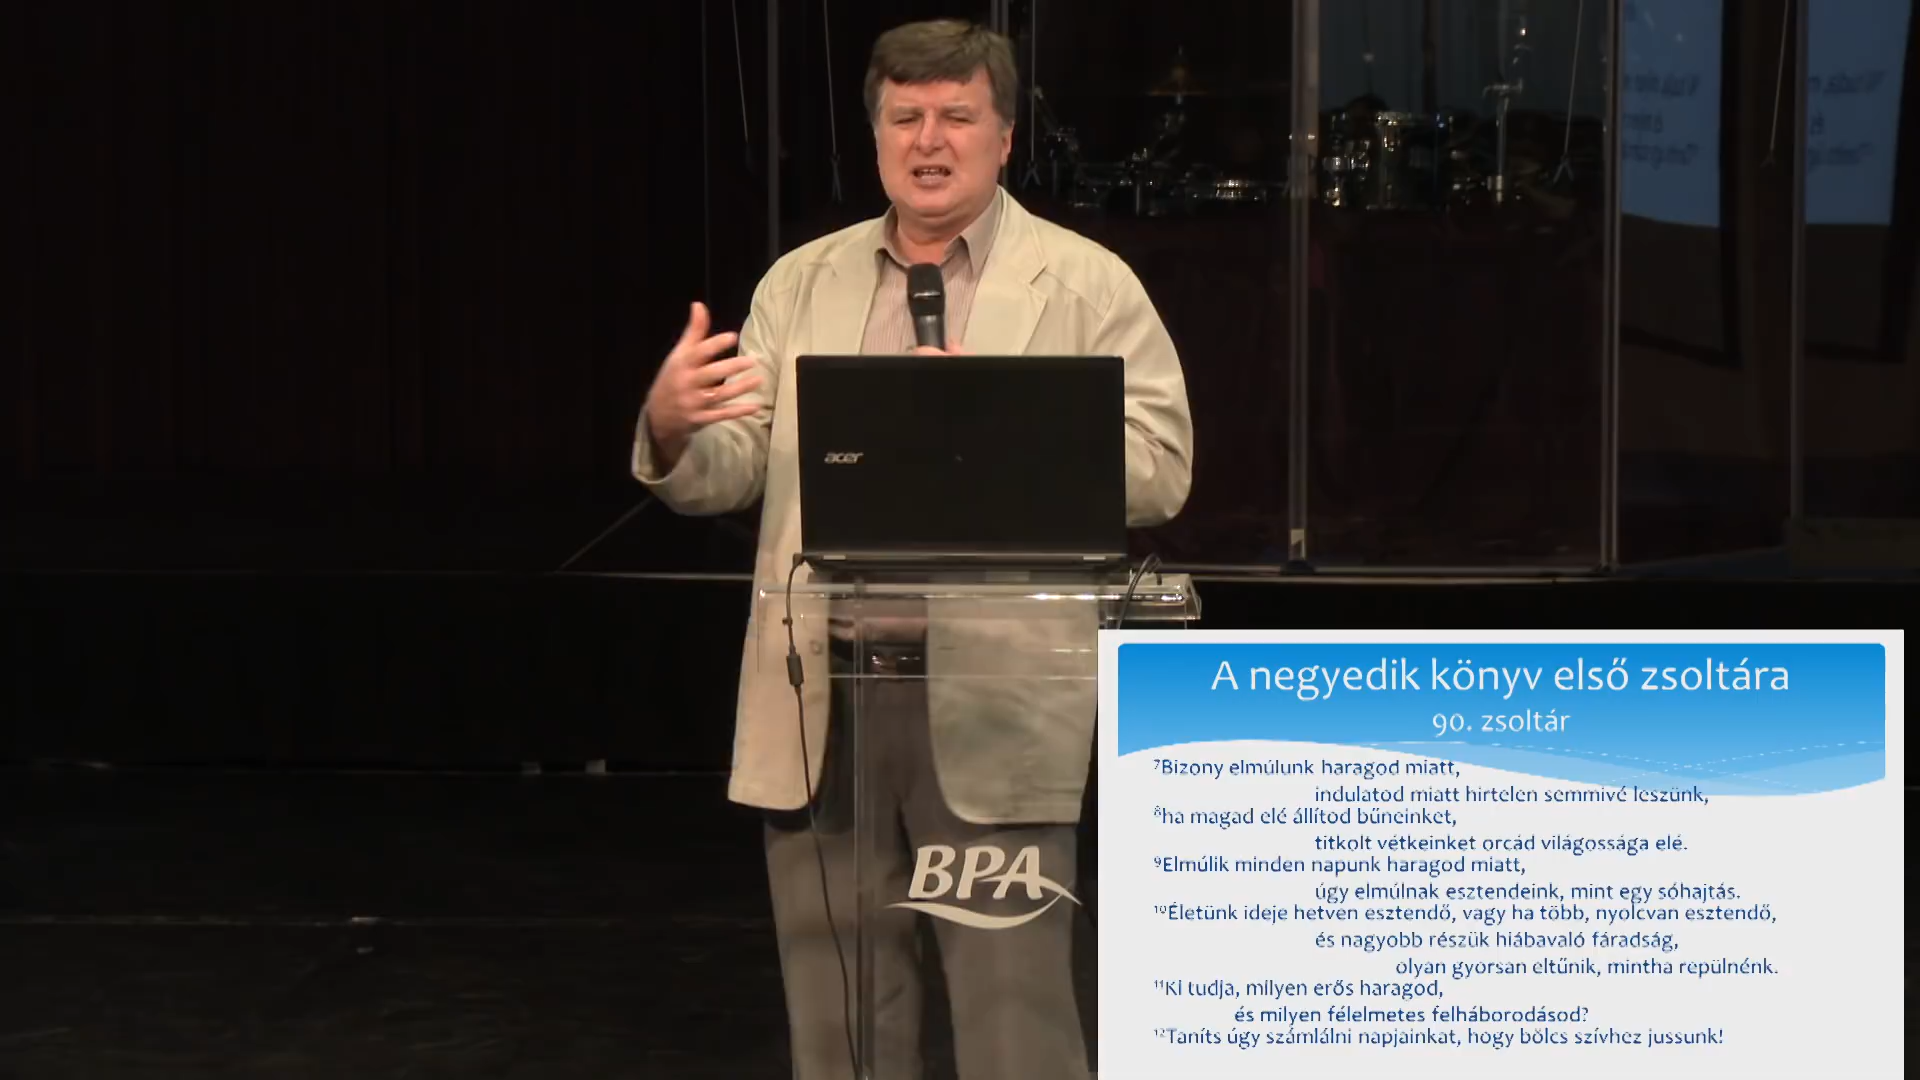 acer
BPA
A negyedik könyv első zsoltára
90. zsoltár
⁷Bizony elmúlunk haragod miatt,
indulatod miatt hirtelen semmivé leszünk,
⁸ha magad elé állítod bűneinket,
titkolt vétkeinket orcád világossága elé.
⁹Elmúlik minden napunk haragod miatt,
úgy elmúlnak esztendeink, mint egy sóhajtás.
¹⁰Életünk ideje hetven esztendő, vagy ha több, nyolcvan esztendő,
és nagyobb részük hiábavaló fáradság,
olyan gyorsan eltűnik, mintha repülnénk.
¹¹Ki tudja, milyen erős haragod,
és milyen félelmetes felháborodásod?
¹²Taníts úgy számlálni napjainkat, hogy bölcs szívhez jussunk!